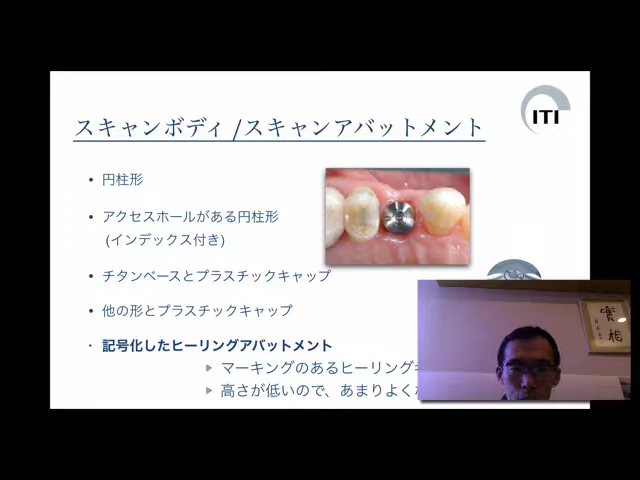 ITI
スキャンボディ /スキャンアバットメント
• 円柱形
• アクセスホールがある円柱形
(インデックス付き)
• チタンベースとプラスチックキャップ
• 他の形とプラスチックキャップ
• 記号化したヒーリングアバットメント
▶ マーキングのあるヒーリング
▶ 高さが低いので、あまりよく
實相